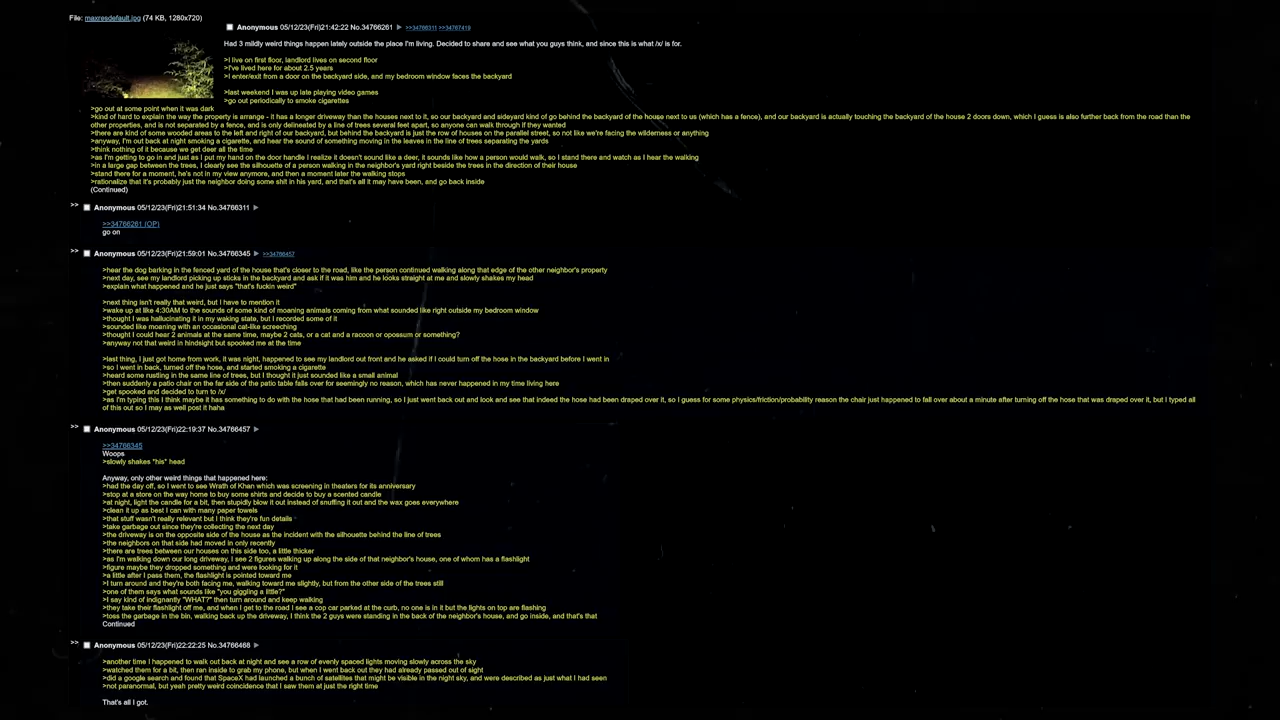 File: maxresdefault.jpg (74 KB, 1280x720)
Anonymous 05/12/23(Fri)21:42:22 No.34766261 ▶ >>34766311 >>34767419
Had 3 mildly weird things happen lately outside the place I'm living. Decided to share and see what you guys think, and since this is what /x/ is for.
>I live on first floor, landlord lives on second floor
>I've lived here for about 2.5 years
>I enter/exit from a door on the backyard side, and my bedroom window faces the backyard
>last weekend I was up late playing video games
>go out periodically to smoke cigarettes
>go out at some point when it was dark
>kind of hard to explain the way the property is arrange - it has a longer driveway than the houses next to it, so our backyard and sideyard kind of go behind the backyard of the house next to us (which has a fence), and our backyard is actually touching the backyard of the house 2 doors down, which I guess is also further back from the road than the
other properties, and is not separated by a fence, and is only delineated by a line of trees several feet apart, so anyone can walk through if they wanted
>there are kind of some wooded areas to the left and right of our backyard, but behind the backyard is just the row of houses on the parallel street, so not like we're facing the wilderness or anything
>anyway, I'm out back at night smoking a cigarette, and hear the sound of something moving in the leaves in the line of trees separating the yards
>think nothing of it because we get deer all the time
>as I'm getting to go in and just as I put my hand on the door handle I realize it doesn't sound like a deer, it sounds like how a person would walk, so I stand there and watch as I hear the walking
>in a large gap between the trees, I clearly see the silhouette of a person walking in the neighbor's yard right beside the trees in the direction of their house
>stand there for a moment, he's not in my view anymore, and then a moment later the walking stops
>rationalize that it's probably just the neighbor doing some shit in his yard, and that's all it may have been, and go back inside
(Continued)
>> Anonymous 05/12/23(Fri)21:51:34 No.34766311 ▶
>>34766261 (OP)
go on
>> Anonymous 05/12/23(Fri)21:59:01 No.34766345 ▶ >>34766457
>hear the dog barking in the fenced yard of the house that's closer to the road, like the person continued walking along that edge of the other neighbor's property
>next day, see my landlord picking up sticks in the backyard and ask if it was him and he looks straight at me and slowly shakes my head
>explain what happened and he just says "that's fuckin weird"
>next thing isn't really that weird, but I have to mention it
>wake up at like 4:30AM to the sounds of some kind of moaning animals coming from what sounded like right outside my bedroom window
>thought I was hallucinating it in my waking state, but I recorded some of it
>sounded like moaning with an occasional cat-like screeching
>thought I could hear 2 animals at the same time, maybe 2 cats, or a cat and a racoon or opossum or something?
>anyway not that weird in hindsight but spooked me at the time
>last thing, I just got home from work, it was night, happened to see my landlord out front and he asked if I could turn off the hose in the backyard before I went in
>so I went in back, turned off the hose, and started smoking a cigarette
>heard some rusting in the same line of trees, but I thought it just sounded like a small animal
>then suddenly a patio chair on the far side of the patio table falls over for seemingly no reason, which has never happened in my time living here
>get spooked and decided to turn to /x/
>as I'm typing this I think maybe it has something to do with the hose that had been running, so I just went back out and look and see that indeed the hose had been draped over it, so I guess for some physics/friction/probability reason the chair just happened to fall over about a minute after turning off the hose that was draped over it, but I typed all
of this out so I may as well post it haha
>> Anonymous 05/12/23(Fri)22:19:37 No.34766457 ▶
>>34766345
Woops
>slowly shakes *his* head
Anyway, only other weird things that happened here:
>had the day off, so I went to see Wrath of Khan which was screening in theaters for its anniversary
>stop at a store on the way home to buy some shirts and decide to buy a scented candle
>at night, light the candle for a bit, then stupidly blow it out instead of snuffing it out and the wax goes everywhere
>clean it up as best I can with many paper towels
>that stuff wasn't really relevant but I think they're fun details
>take garbage out since they're collecting the next day
>the driveway is on the opposite side of the house as the incident with the silhouette behind the line of trees
>the neighbors on that side had moved in only recently
>there are trees between our houses on this side too, a little thicker
>as I'm walking down our long driveway, I see 2 figures walking up along the side of that neighbor's house, one of whom has a flashlight
>figure maybe they dropped something and were looking for it
>a little after I pass them, the flashlight is pointed toward me
>I turn around and they're both facing me, walking toward me slightly, but from the other side of the trees still
>one of them says what sounds like "you giggling a little?"
>I say kind of indignantly "WHAT?" then turn around and keep walking
>they take their flashlight off me, and when I get to the road I see a cop car parked at the curb, no one is in it but the lights on top are flashing
>toss the garbage in the bin, walking back up the driveway, I think the 2 guys were standing in the back of the neighbor's house, and go inside, and that's that
Continued
>> Anonymous 05/12/23(Fri)22:22:25 No.34766468 ▶
>another time I happened to walk out back at night and see a row of evenly spaced lights moving slowly across the sky
>watched them for a bit, then ran inside to grab my phone, but when I went back out they had already passed out of sight
>did a google search and found that SpaceX had launched a bunch of satellites that might be visible in the night sky, and were described as just what I had seen
>not paranormal, but yeah pretty weird coincidence that I saw them at just the right time
That's all I got.